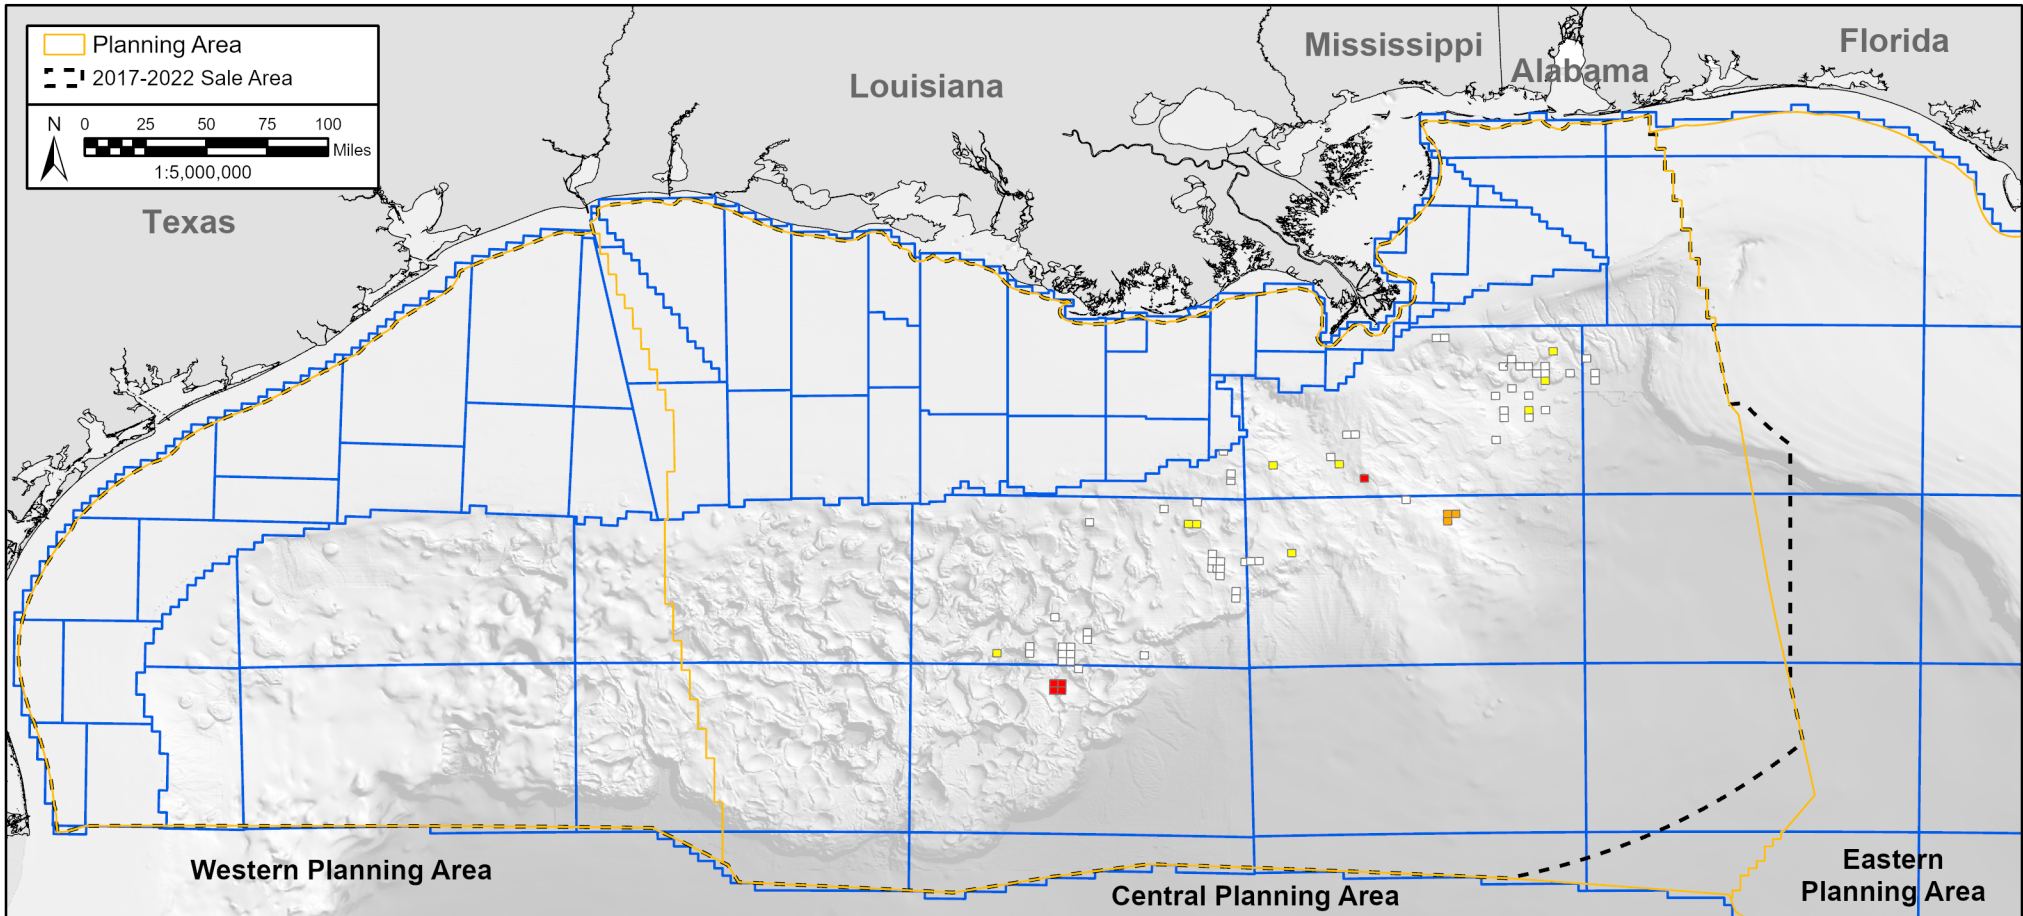 Planning Area
2017-2022 Sale Area
N 0 25 50 75 100
Miles
1:5,000,000
Texas
Louisiana
Mississippi
Alabama
Florida
Western Planning Area
Central Planning Area
Eastern
Planning Area